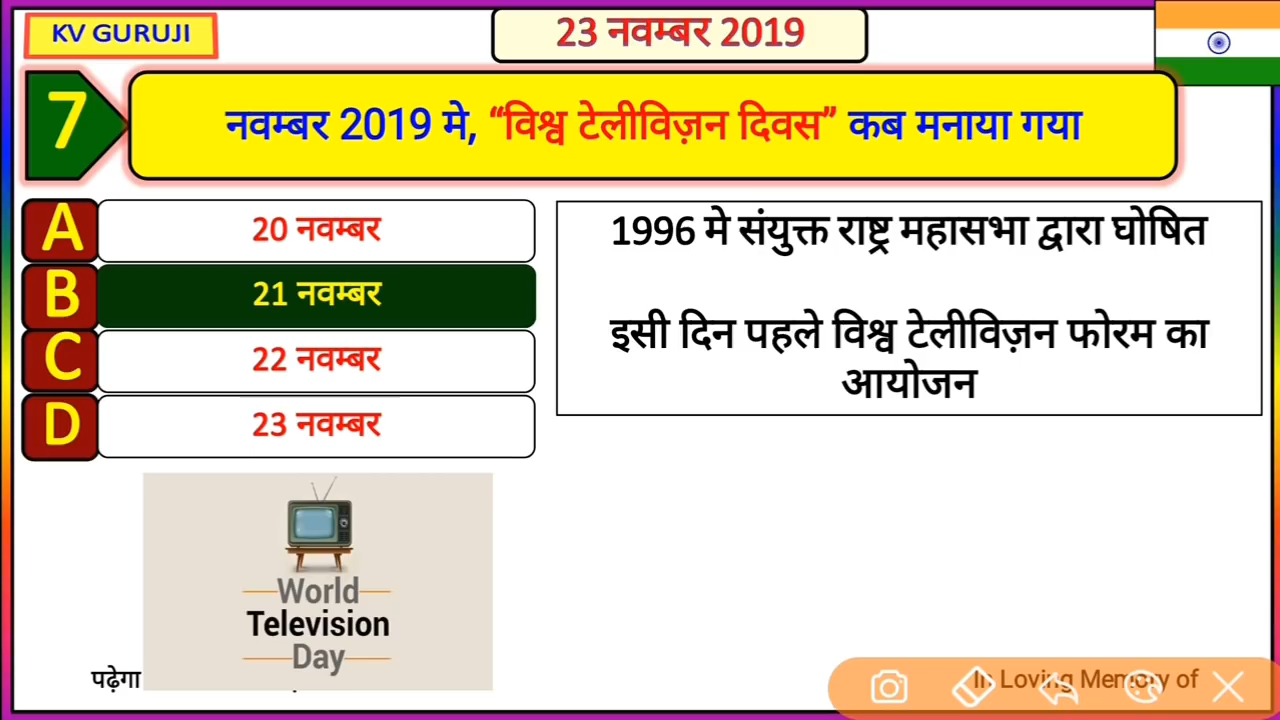 KV GURUJI
23 नवम्बर 2019
7
नवम्बर 2019 मे, “विश्व टेलीविज़न दिवस” कब मनाया गया
A
20 नवम्बर
B
21 नवम्बर
C
22 नवम्बर
D
23 नवम्बर
1996 मे संयुक्त राष्ट्र महासभा द्वारा घोषित
इसी दिन पहले विश्व टेलीविज़न फोरम का
आयोजन
World
Television
Day
पढ़ेगा
In Loving Memory of